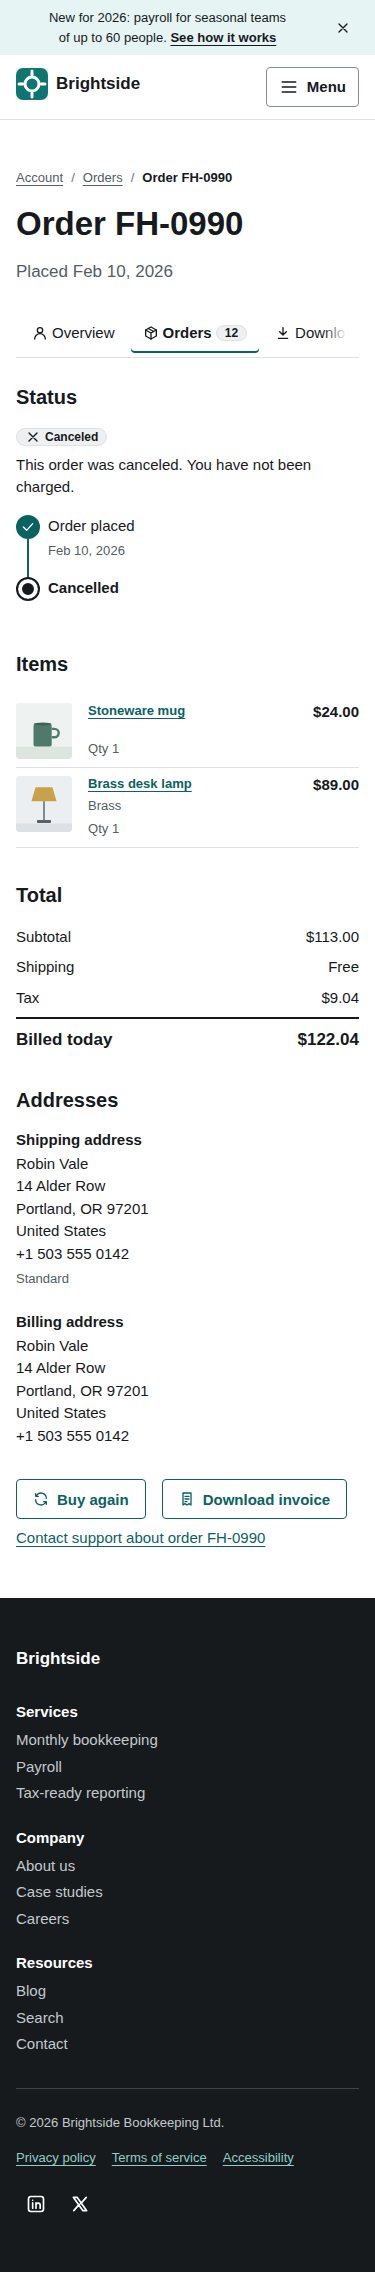 New for 2026: payroll for seasonal teams
of up to 60 people. See how it works
Brightside
Menu
Account / Orders / Order FH-0990
Order FH-0990
Placed Feb 10, 2026
Overview
Orders 12
Downlo
Status
Canceled
This order was canceled. You have not been
charged.
Order placed
Feb 10, 2026
Cancelled
Items
Stoneware mug $24.00
Qty 1
Brass desk lamp $89.00
Brass
Qty 1
Total
Subtotal $113.00
Shipping Free
Tax $9.04
Billed today $122.04
Addresses
Shipping address
Robin Vale
14 Alder Row
Portland, OR 97201
United States
+1 503 555 0142
Standard
Billing address
Robin Vale
14 Alder Row
Portland, OR 97201
United States
+1 503 555 0142
Buy again
Download invoice
Contact support about order FH-0990
Brightside
Services
Monthly bookkeeping
Payroll
Tax-ready reporting
Company
About us
Case studies
Careers
Resources
Blog
Search
Contact
© 2026 Brightside Bookkeeping Ltd.
Privacy policy Terms of service Accessibility